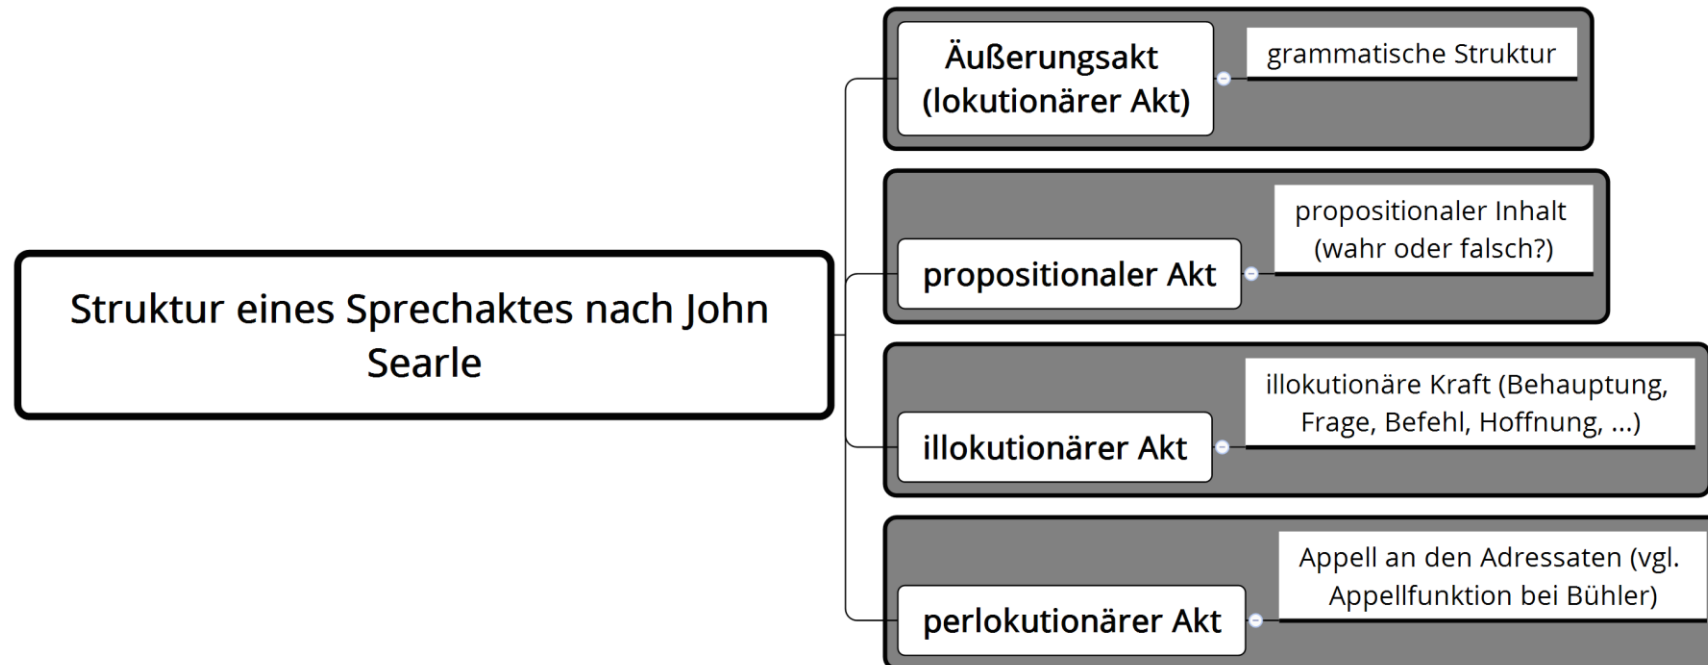 Struktur eines Sprechaktes nach John
Searle
Äußerungsakt
(lokutionärer Akt)
grammatische Struktur
propositionaler Akt
propositionaler Inhalt
(wahr oder falsch?)
illokutionärer Akt
illokutionäre Kraft (Behauptung,
Frage, Befehl, Hoffnung, ...)
perlokutionärer Akt
Appell an den Adressaten (vgl.
Appellfunktion bei Bühler)